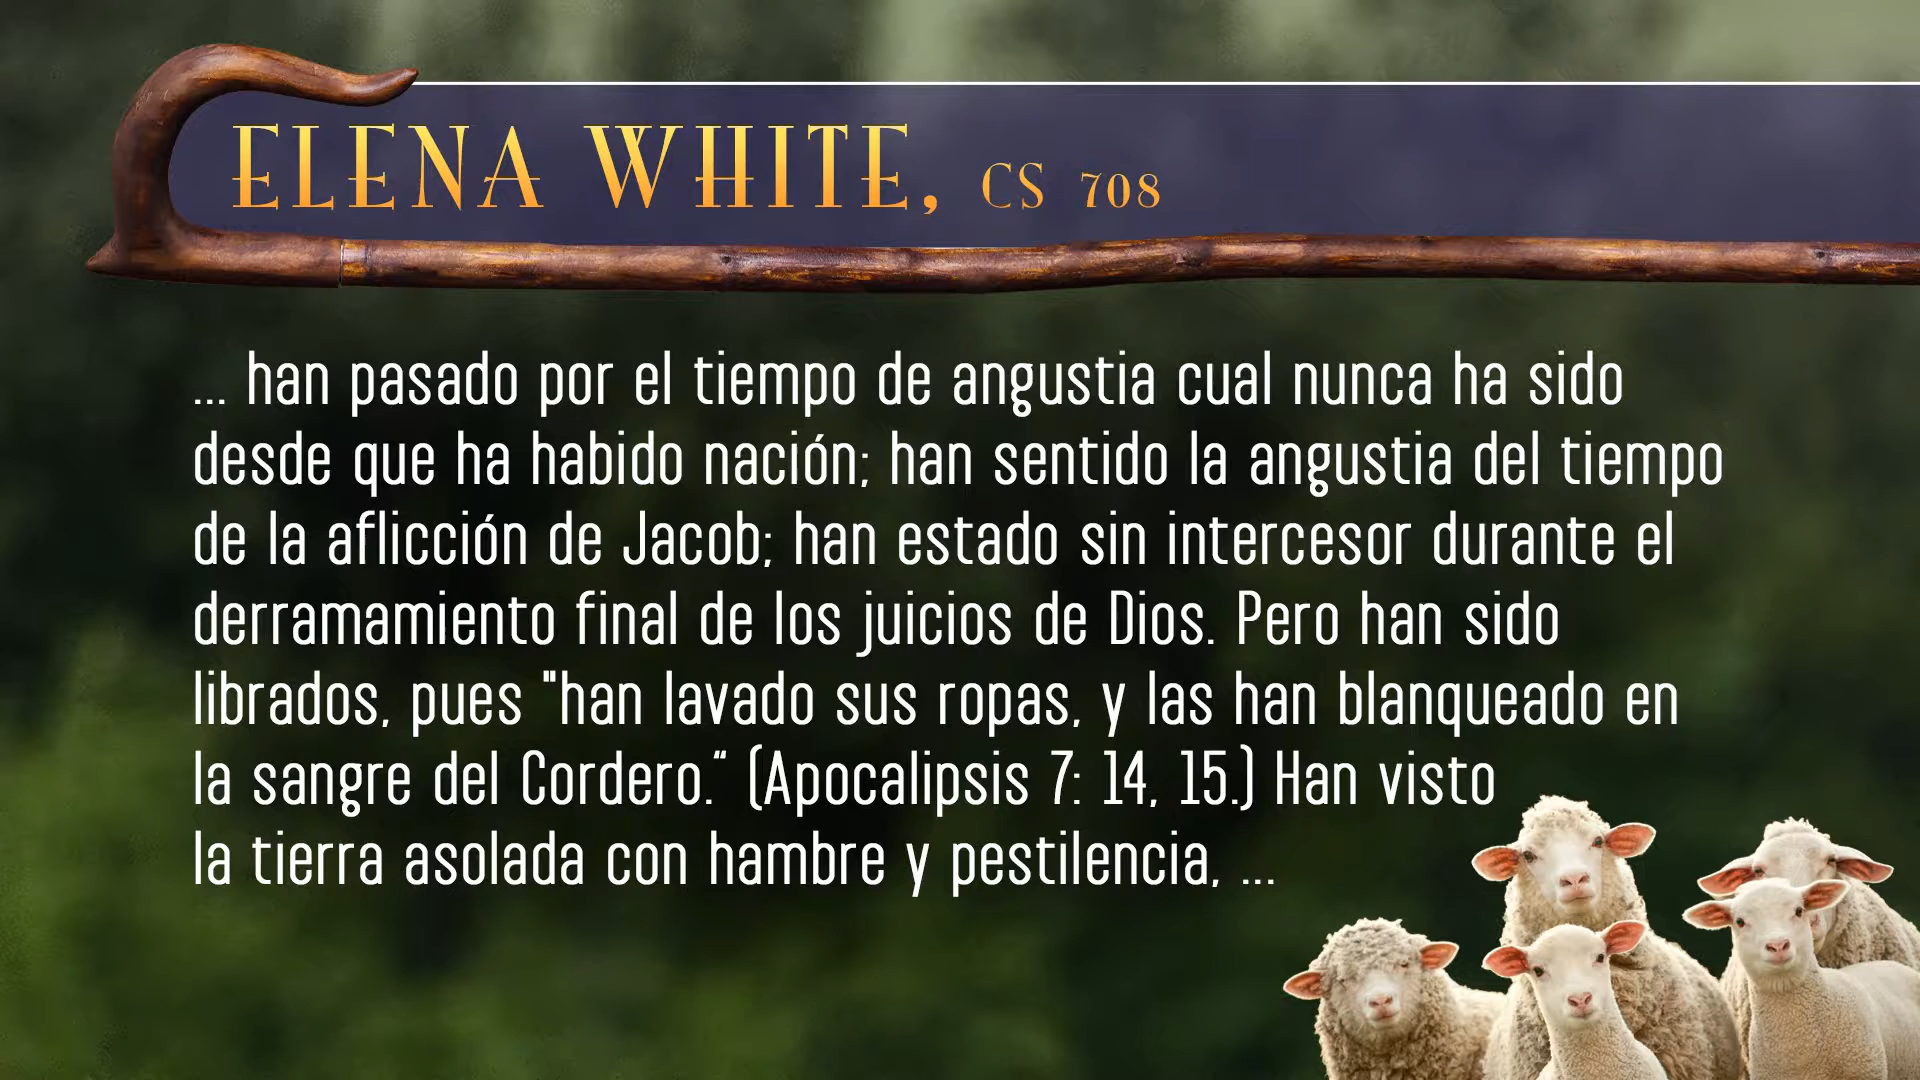 ELENA WHITE, CS 708
... han pasado por el tiempo de angustia cual nunca ha sido
desde que ha habido nación; han sentido la angustia del tiempo
de la aflicción de Jacob; han estado sin intercesor durante el
derramamiento final de los juicios de Dios. Pero han sido
librados, pues "han lavado sus ropas, y las han blanqueado en
la sangre del Cordero.“ (Apocalipsis 7: 14, 15.) Han visto
la tierra asolada con hambre y pestilencia, ...